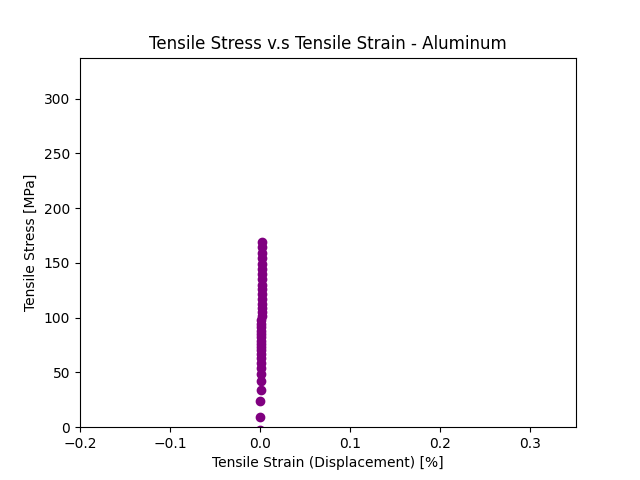 Tensile Stress v.s Tensile Strain - Aluminum
300
250
200
150
100
50
0
Tensile Stress [MPa]
−0.2 −0.1 0.0 0.1 0.2 0.3
Tensile Strain (Displacement) [%]